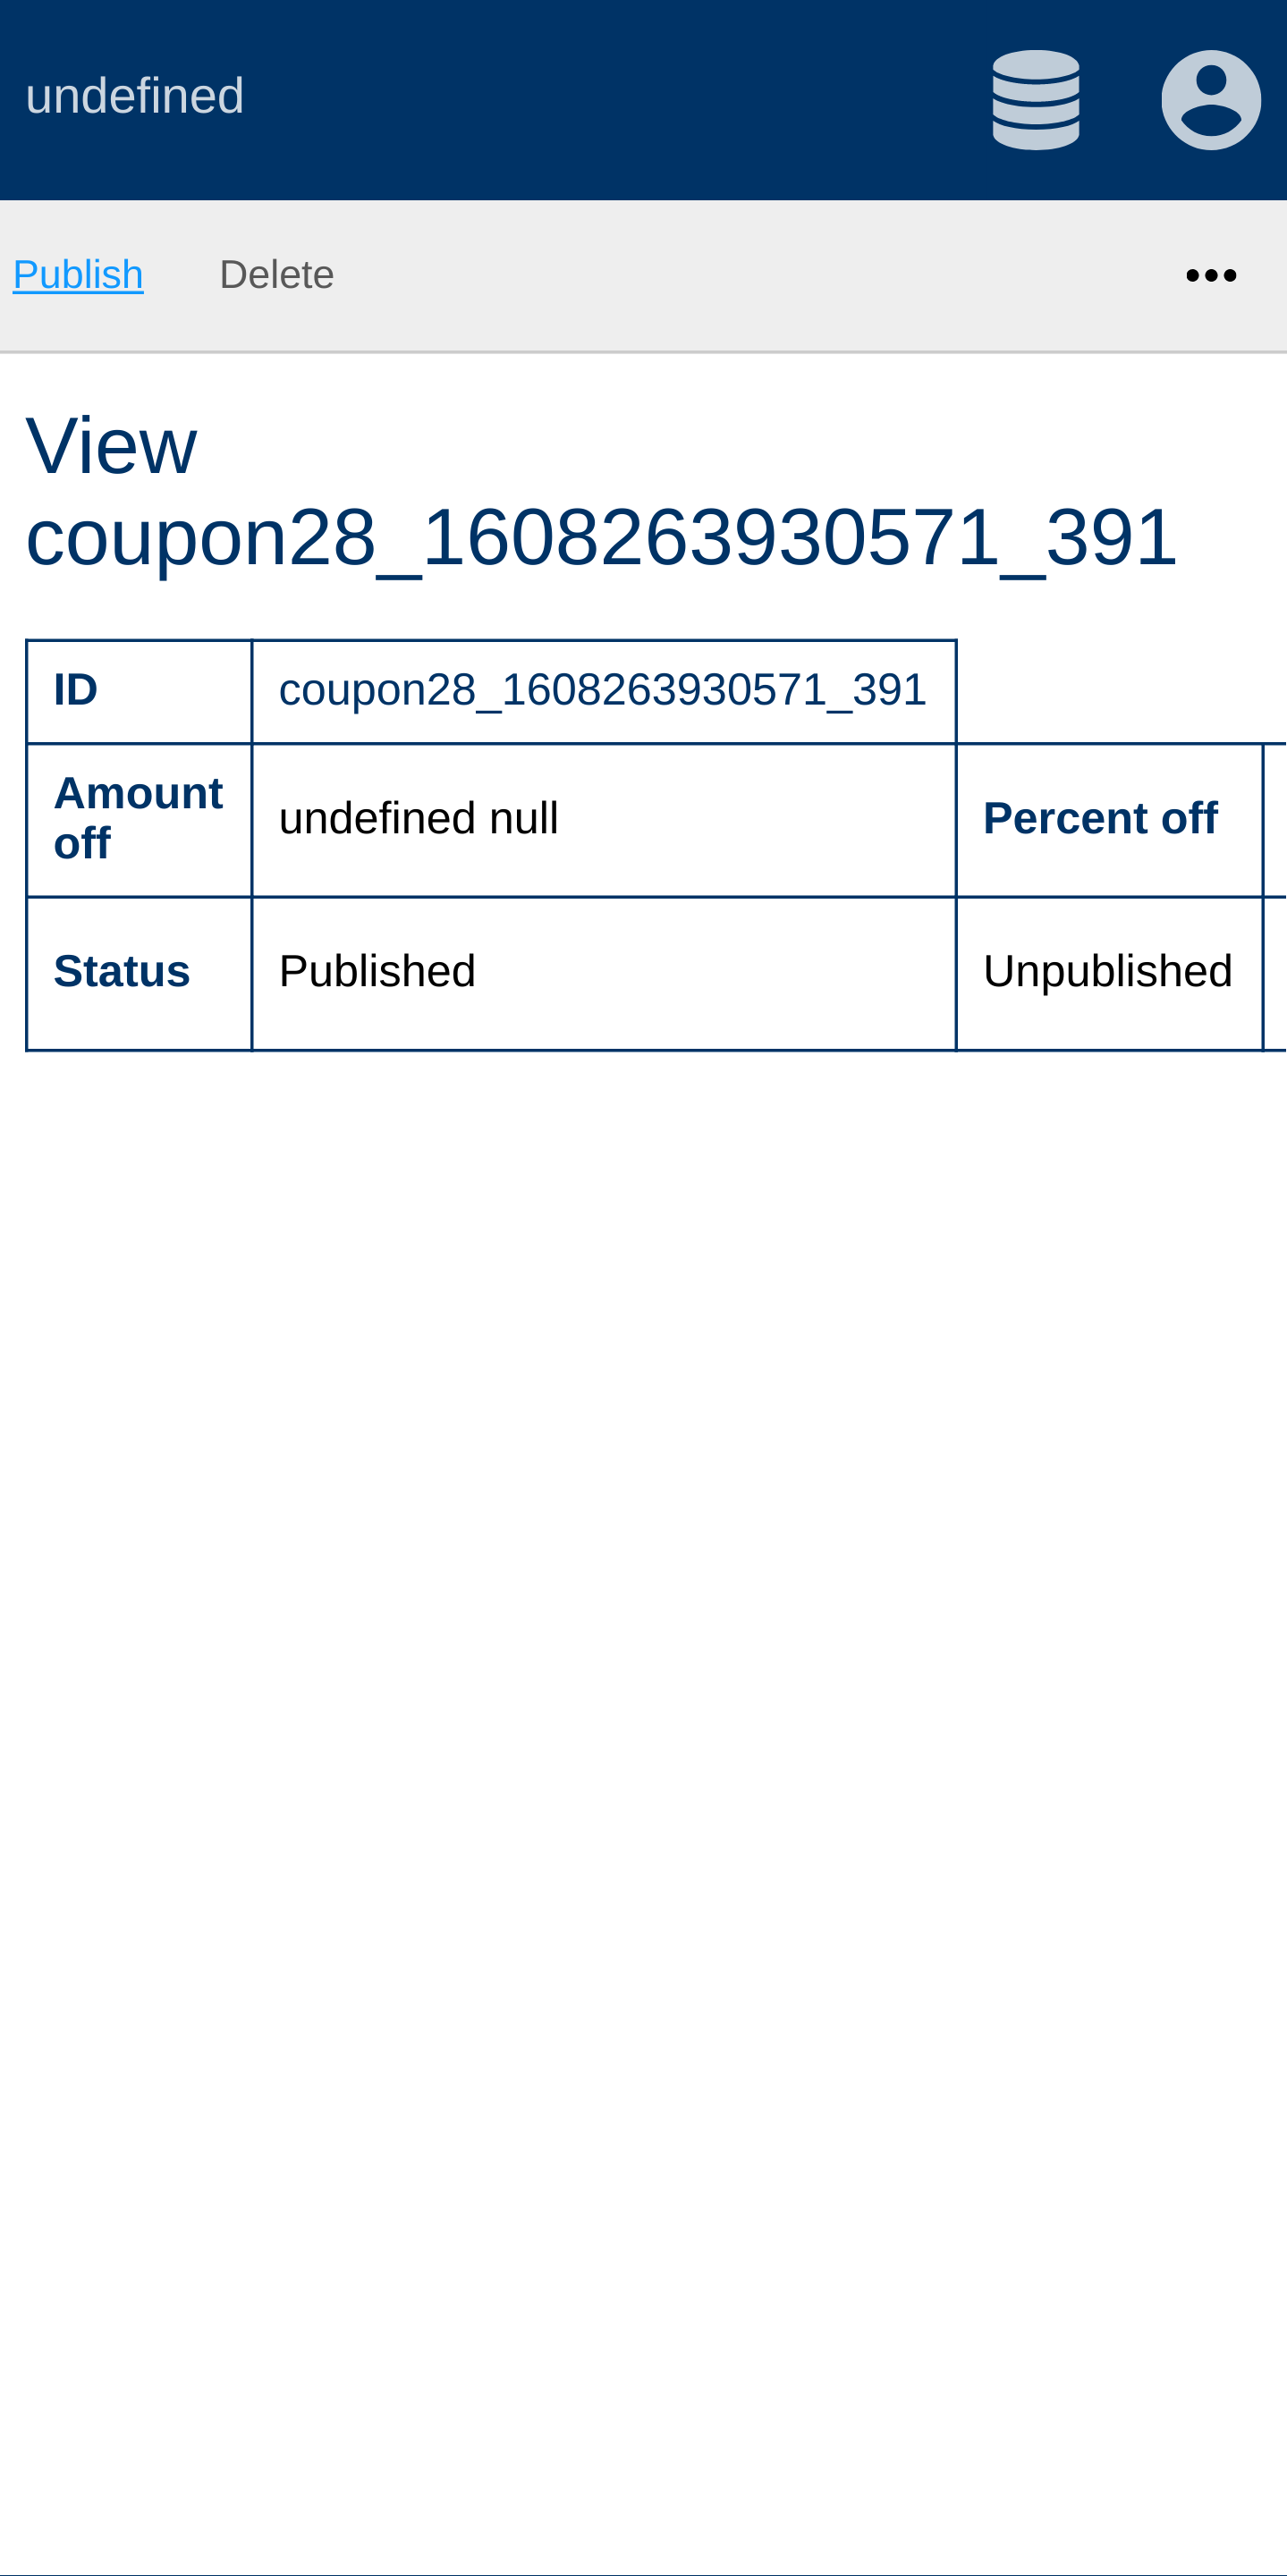 undefined
Publish Delete
View
coupon28_1608263930571_391
ID coupon28_1608263930571_391
Amount
off
undefined null Percent off
Status Published Unpublished